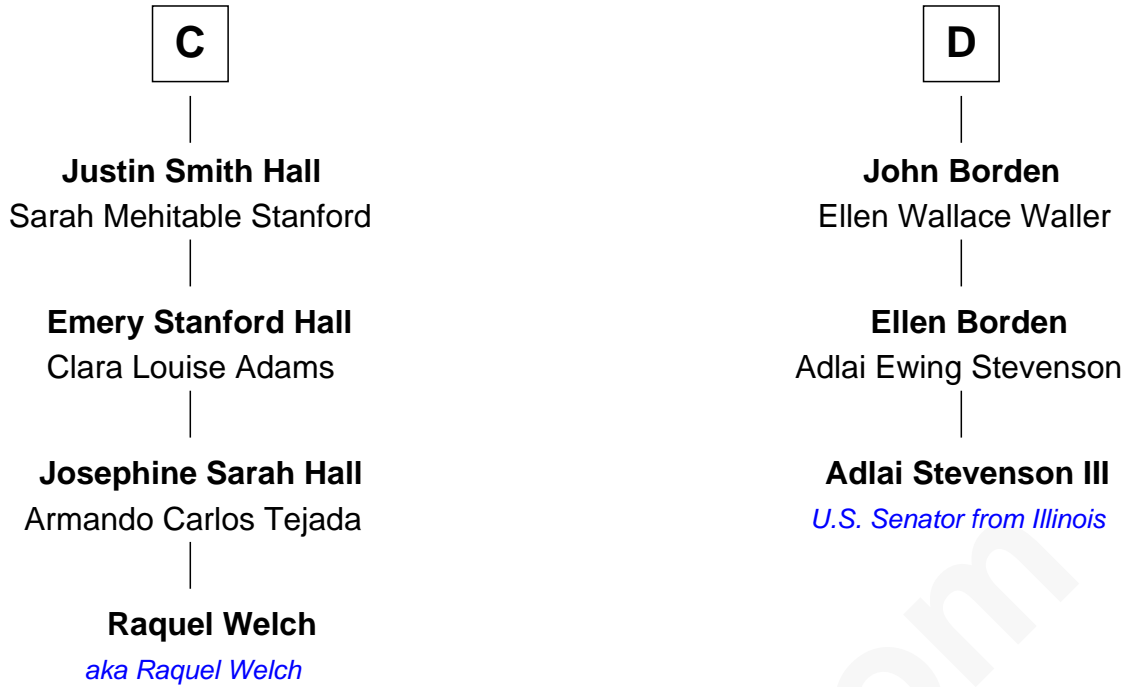 C
Justin Smith Hall
Sarah Mehitable Stanford
Emery Stanford Hall
Clara Louise Adams
Josephine Sarah Hall
Armando Carlos Tejada
Raquel Welch
aka Raquel Welch
D
John Borden
Ellen Wallace Waller
Ellen Borden
Adlai Ewing Stevenson
Adlai Stevenson III
U.S. Senator from Illinois
om